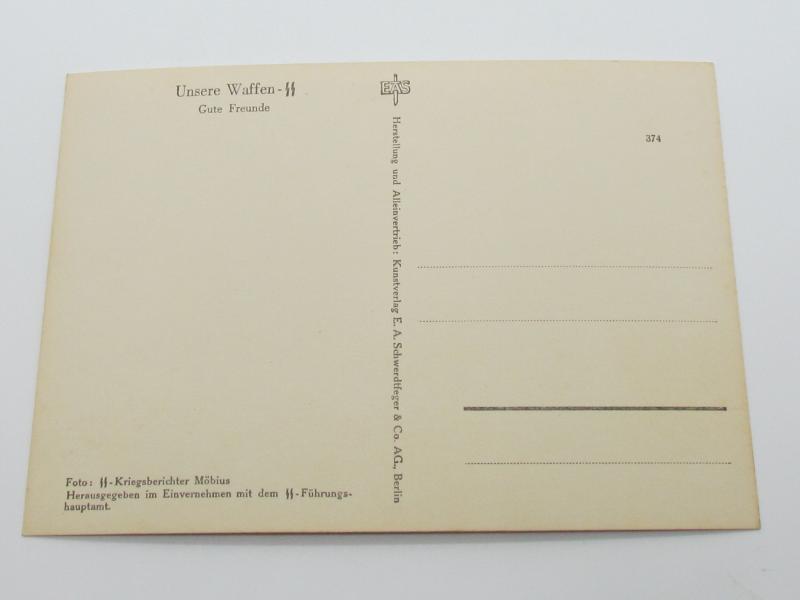 Unsere Waffen-ᛋᛋ
Gute Freunde
EAS
Herstellung und Alleinvertrieb: Kunstverlag E. A. Schwerdtfeger & Co. AG., Berlin
374
Foto: ᛋᛋ-Kriegsberichter Möbius
Herausgegeben im Einvernehmen mit dem ᛋᛋ-Führungs-
hauptamt.